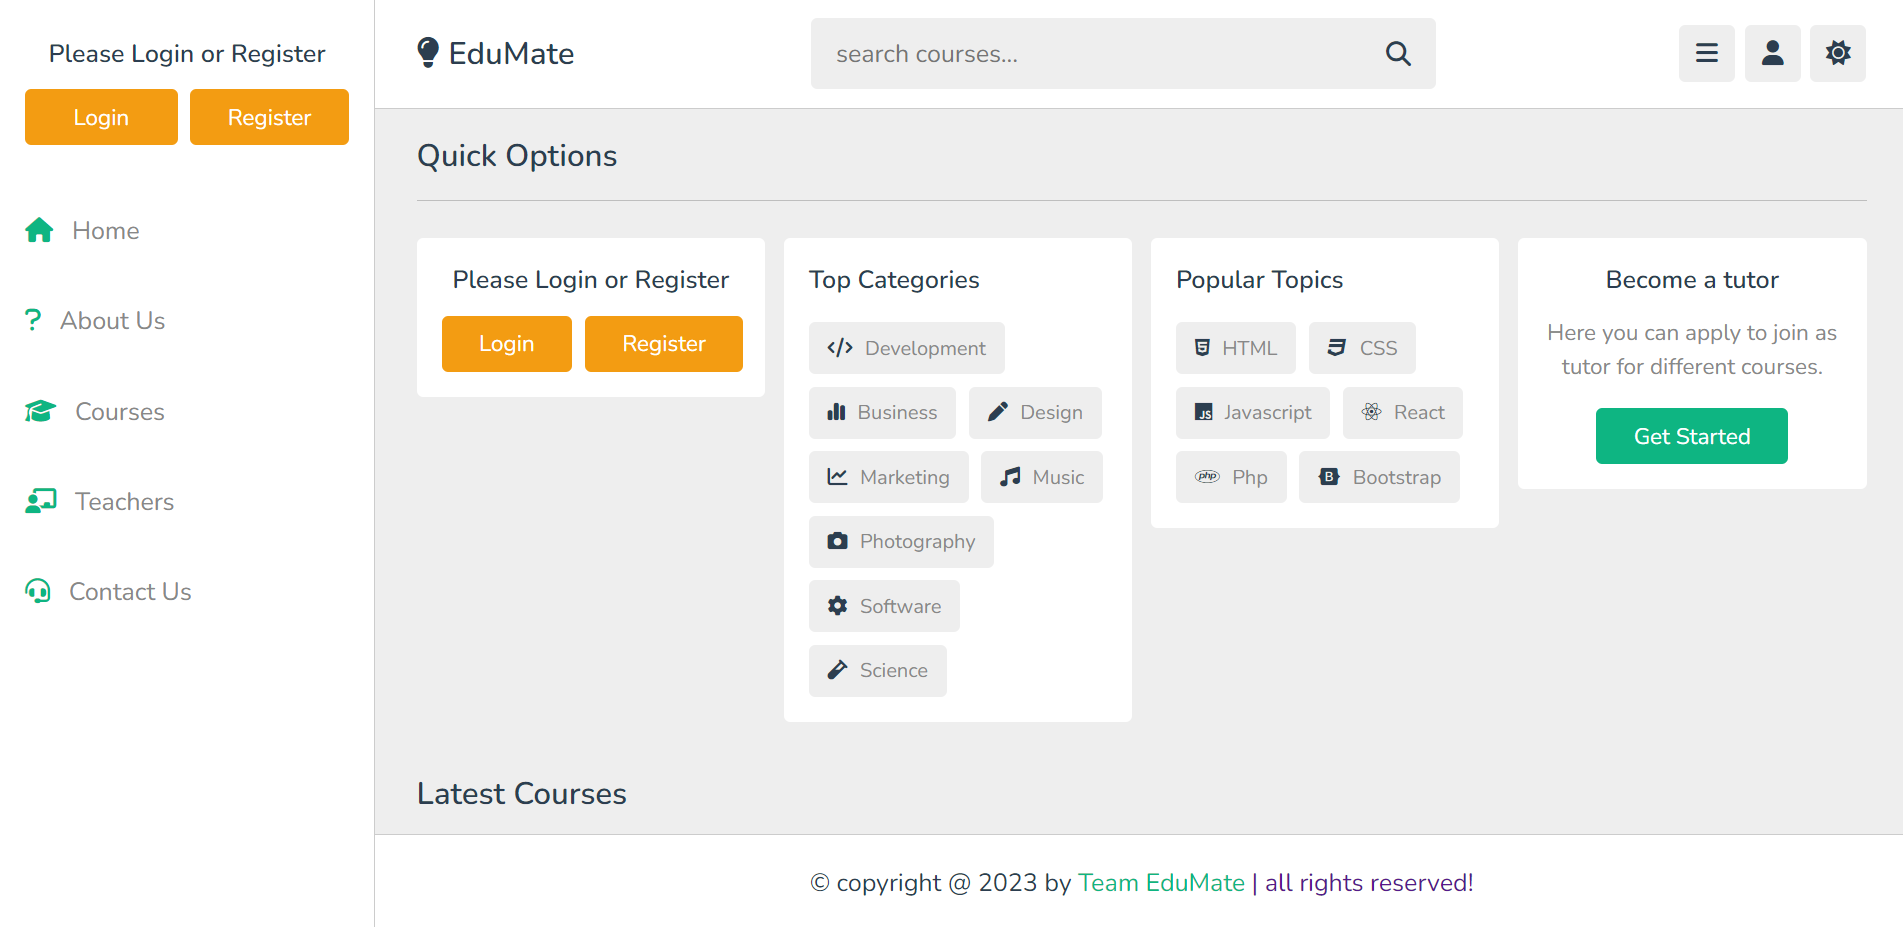 Please Login or Register
Login
Register
Home
About Us
Courses
Teachers
Contact Us
EduMate
search courses...
Quick Options
Please Login or Register
Login
Register
Top Categories
Development
Business
Design
Marketing
Music
Photography
Software
Science
Popular Topics
HTML
CSS
Javascript
React
Php
Bootstrap
Become a tutor
Here you can apply to join as
tutor for different courses.
Get Started
Latest Courses
© copyright @ 2023 by Team EduMate | all rights reserved!